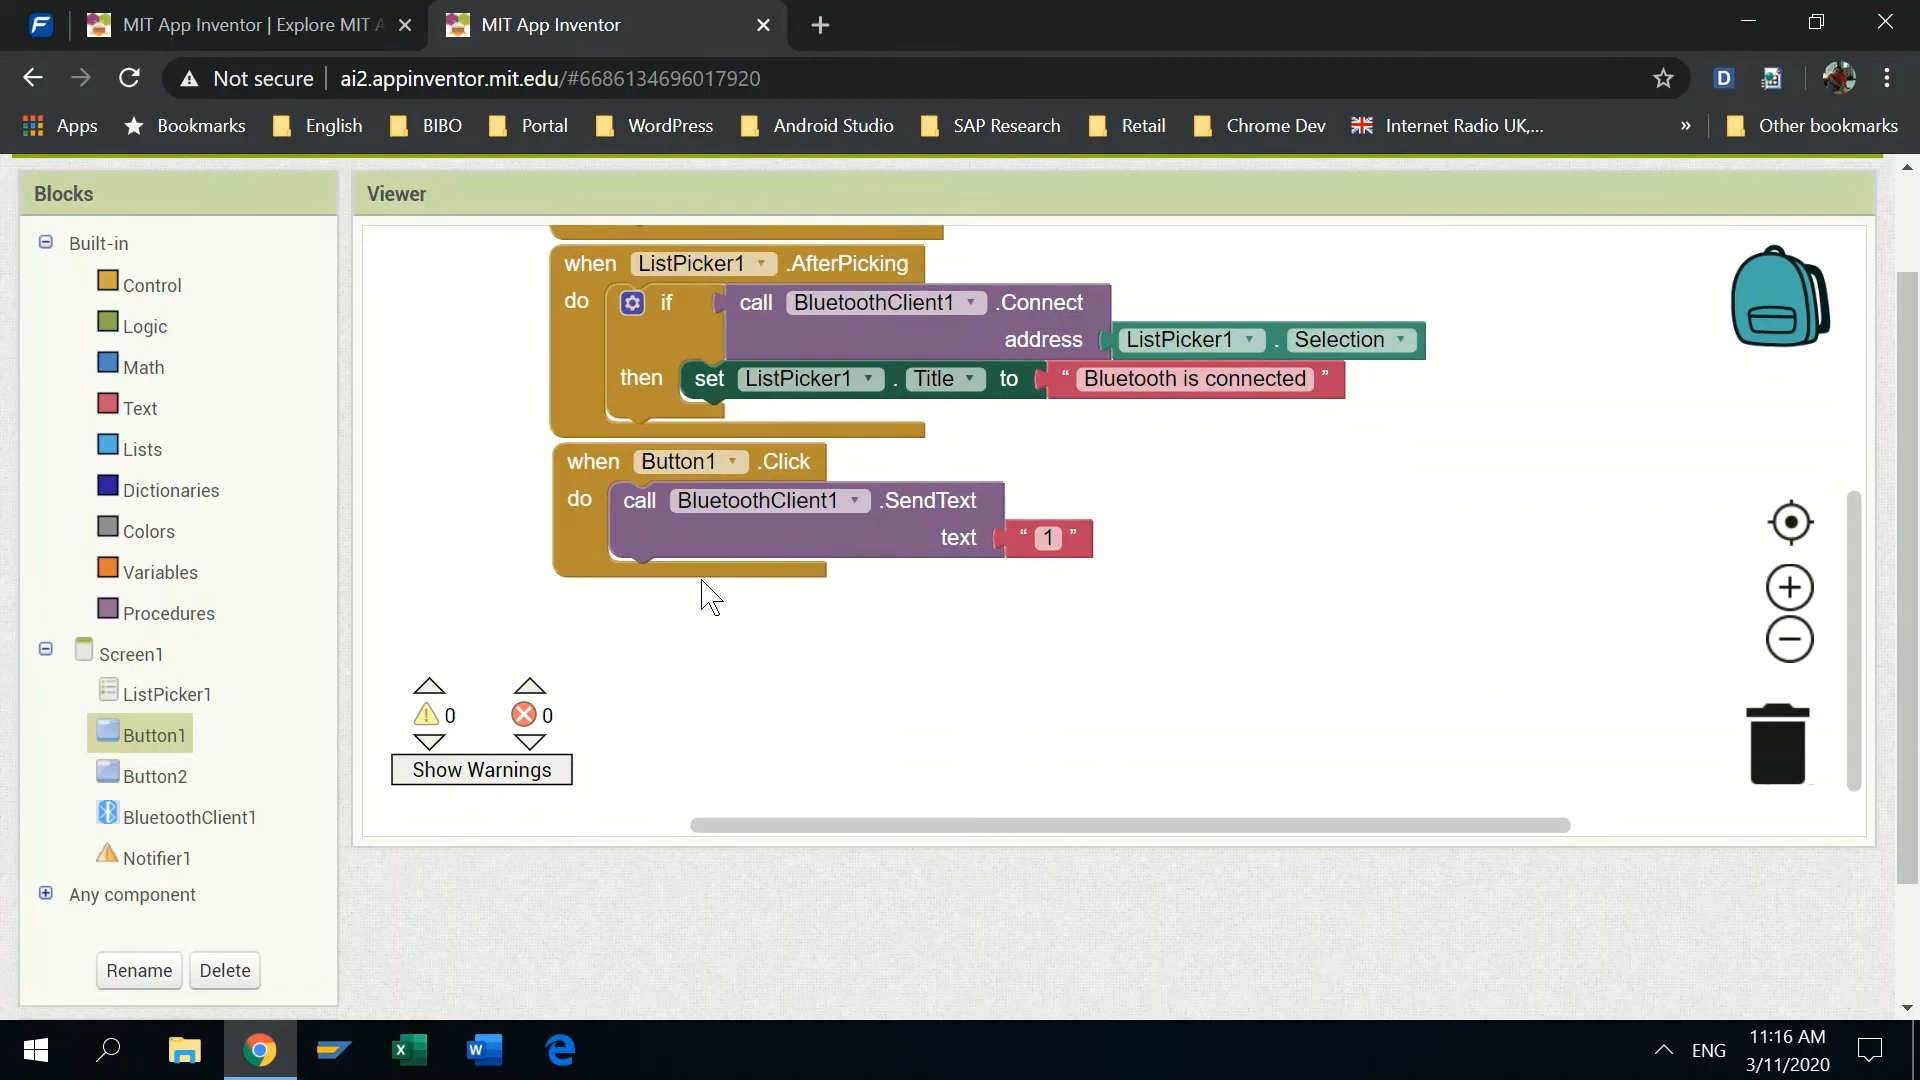 MIT App Inventor | Explore MIT A
MIT App Inventor
Not secure
ai2.appinventor.mit.edu/#6686134696017920
Apps
Bookmarks
English
BIBO
Portal
WordPress
Android Studio
SAP Research
Retail
Chrome Dev
Internet Radio UK,...
»
Other bookmarks
Blocks
Viewer
Built-in
Control
Logic
Math
Text
Lists
Dictionaries
Colors
Variables
Procedures
Screen1
ListPicker1
Button1
Button2
BluetoothClient1
Notifier1
Any component
Rename
Delete
when ListPicker1 .AfterPicking
do if call BluetoothClient1 .Connect
address ListPicker1 . Selection
then set ListPicker1 . Title to “ Bluetooth is connected ”
when Button1 .Click
do call BluetoothClient1 .SendText
text “ 1 ”
0
0
Show Warnings
ENG
11:16 AM
3/11/2020